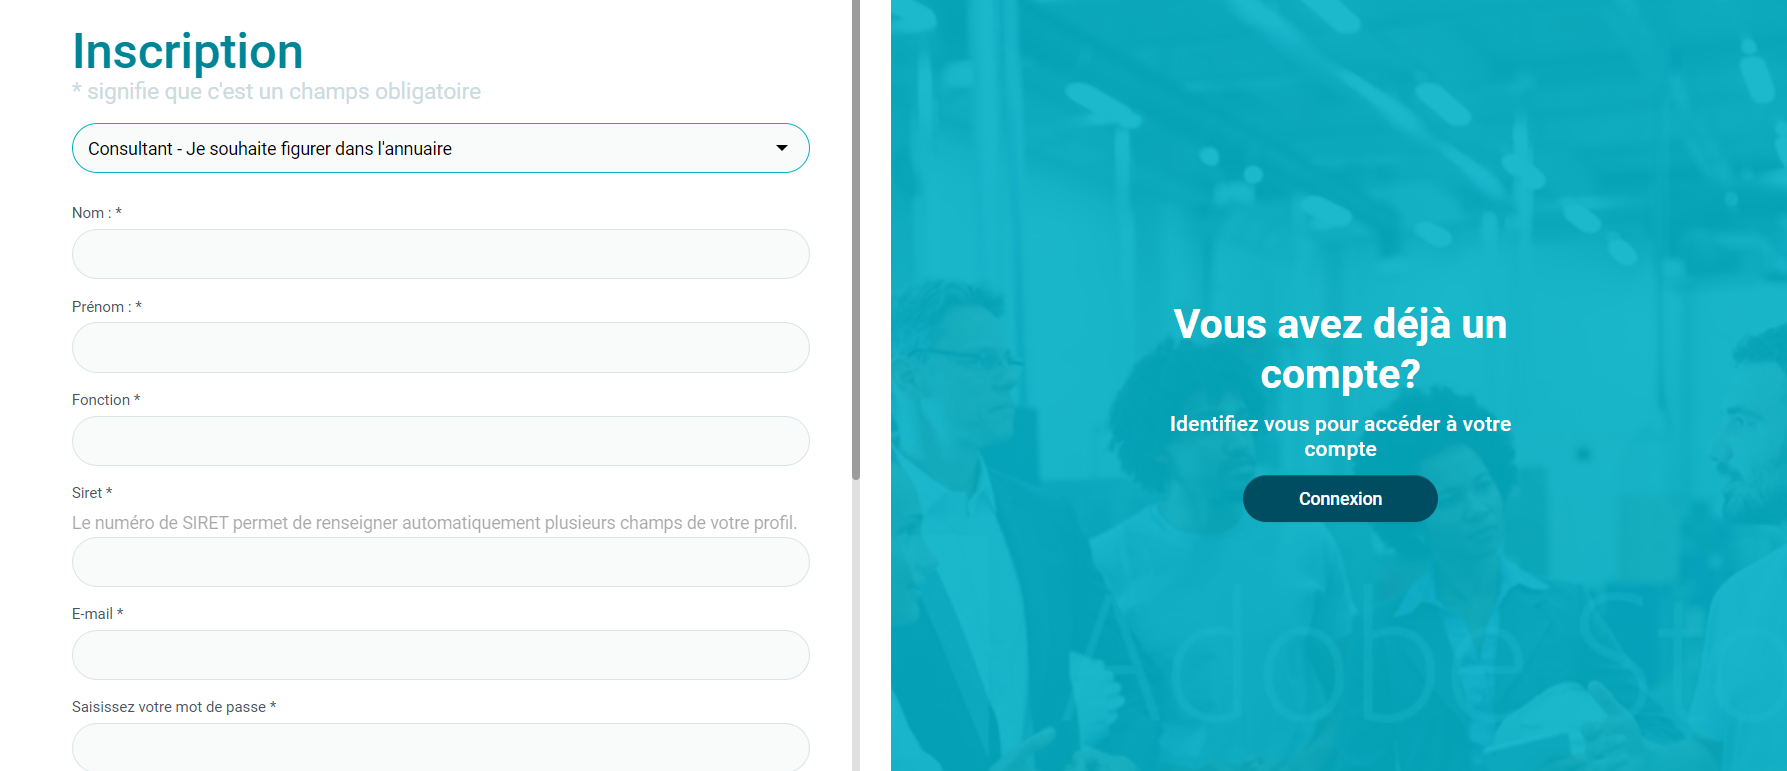 Inscription
* signifie que c'est un champs obligatoire
Consultant - Je souhaite figurer dans l'annuaire
Nom : *
Prénom : *
Fonction *
Siret *
Le numéro de SIRET permet de renseigner automatiquement plusieurs champs de votre profil.
E-mail *
Saisissez votre mot de passe *
Vous avez déjà un
compte?
Identifiez vous pour accéder à votre
compte
Connexion
Adobe Sto